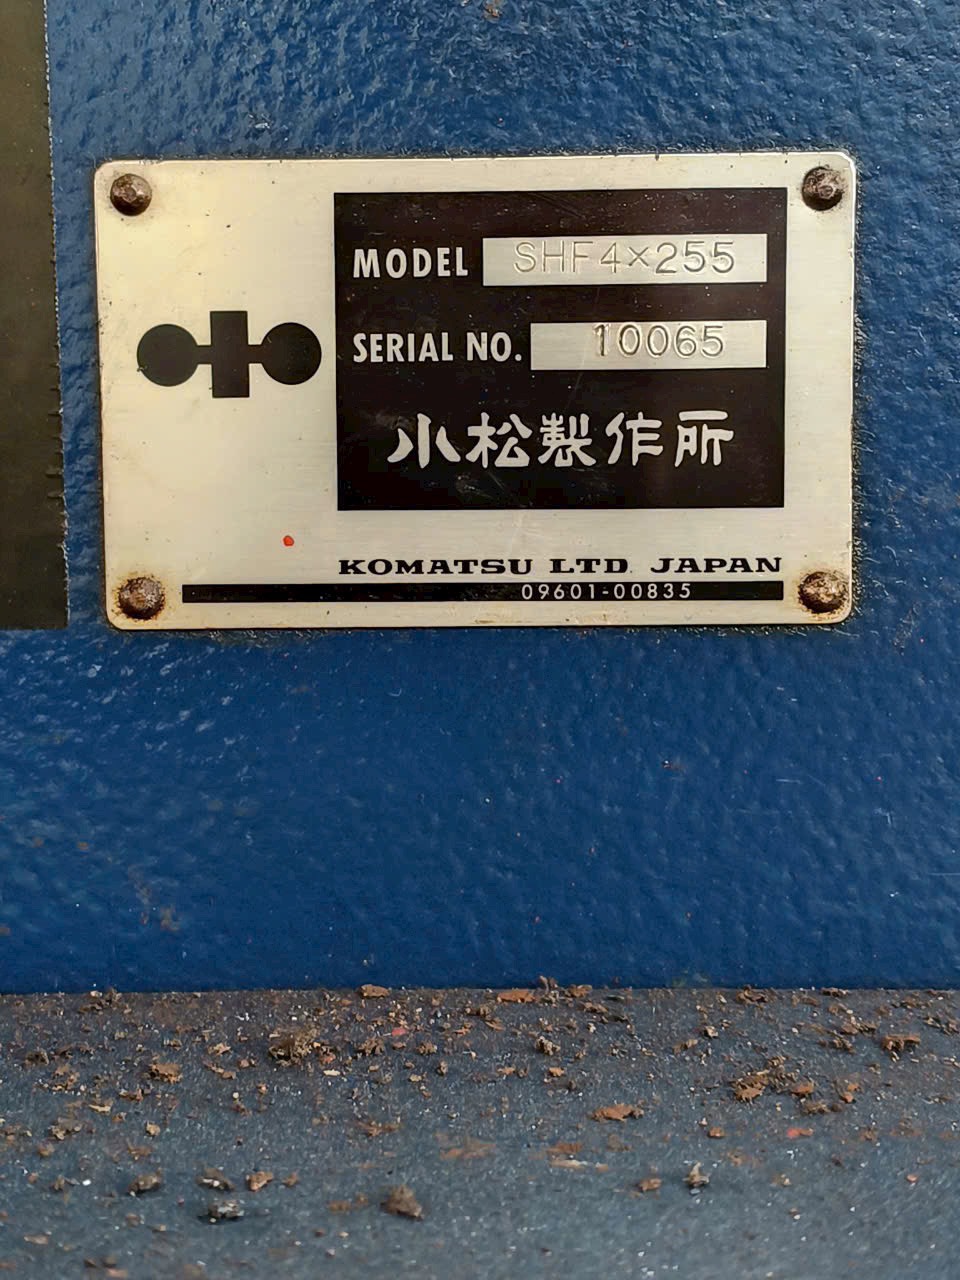 MODEL SHF4×255
SERIAL NO. 10065
小松製作所
KOMATSU LTD. JAPAN
09601-00835